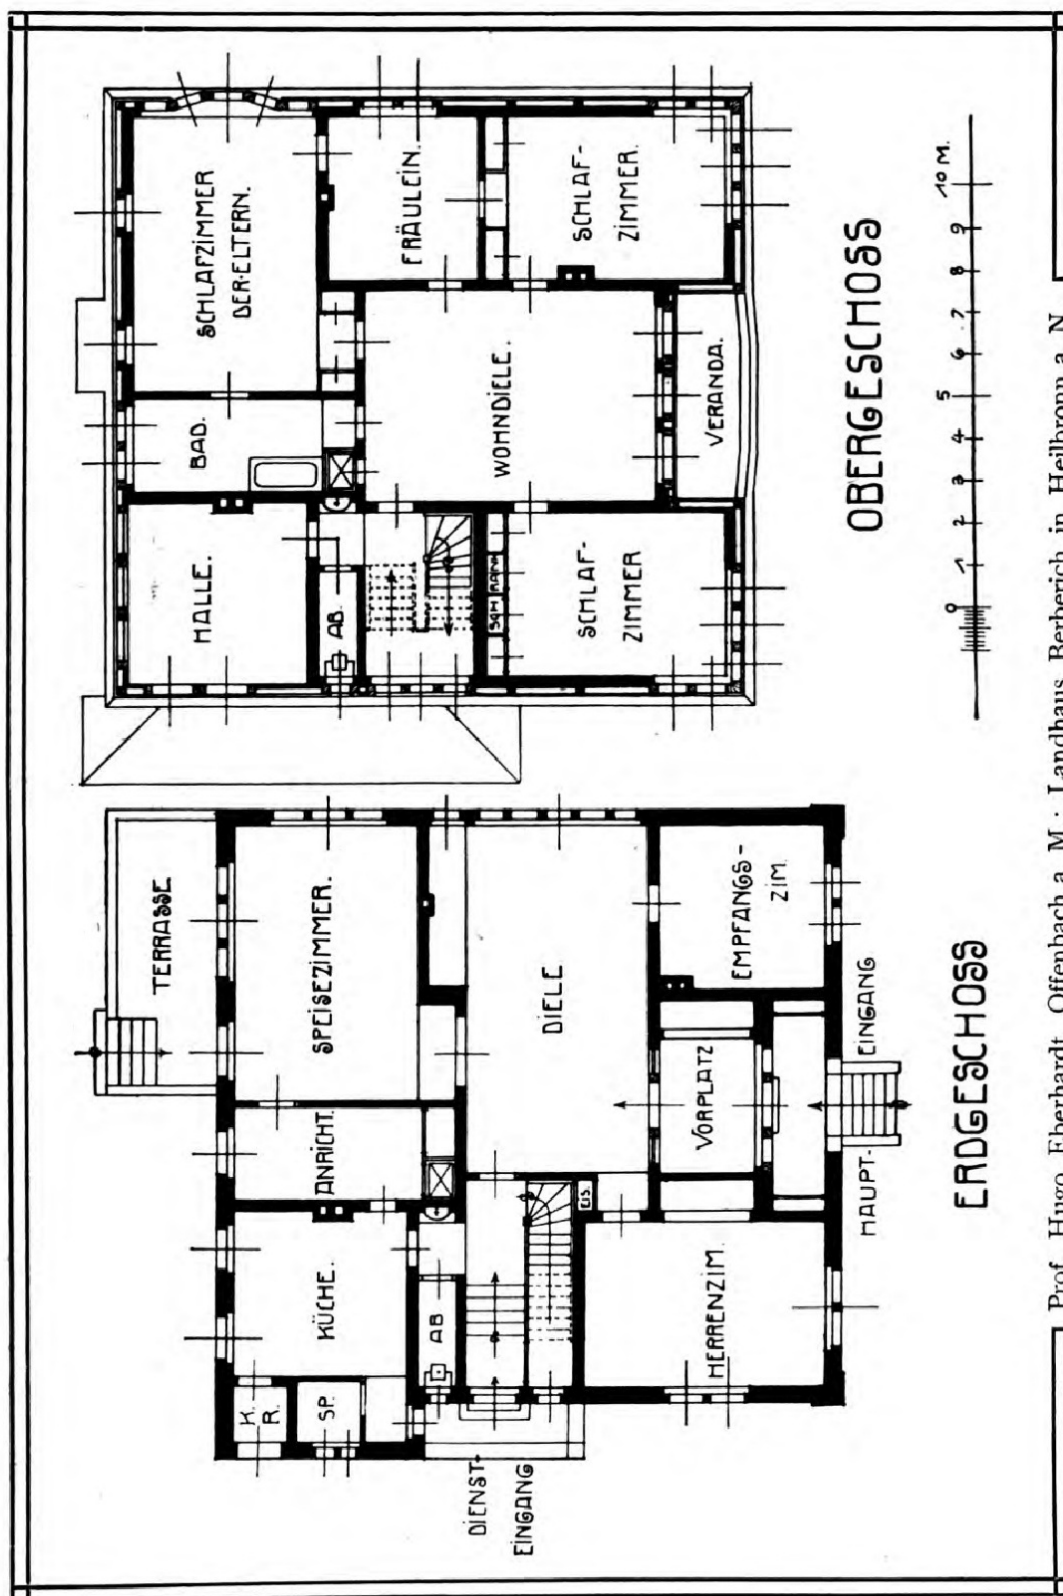 SCHLAFZIMMER
DER·ELTERN.
FRÄULEIN.
SCHLAF-
ZIMMER.
BAD.
WOHNDIELE.
VERANDA.
HALLE.
AB.
SCHRANK
SCHLAF-
ZIMMER
OBERGESCHOSS
0 1 2 3 4 5 6 7 8 9 10 M.
TERRASSE.
SPEISEZIMMER.
DIELE
EMPFANGS-
ZIM.
ANRICHT.
VORPLATZ
KÜCHE.
AB
HERRENZIM.
K.
R.
SP.
DIENST-
EINGANG
HAUPT-EINGANG
ERDGESCHOSS
Prof. Hugo Eberhardt, Offenbach a. M.: Landhaus Berberich in Heilbronn a. N.